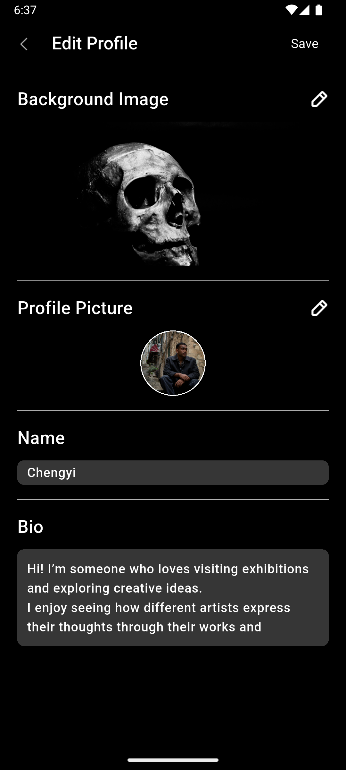 6:37
Edit Profile
Save
Background Image
Profile Picture
Name
Chengyi
Bio
Hi! I’m someone who loves visiting exhibitions
and exploring creative ideas.
I enjoy seeing how different artists express
their thoughts through their works and